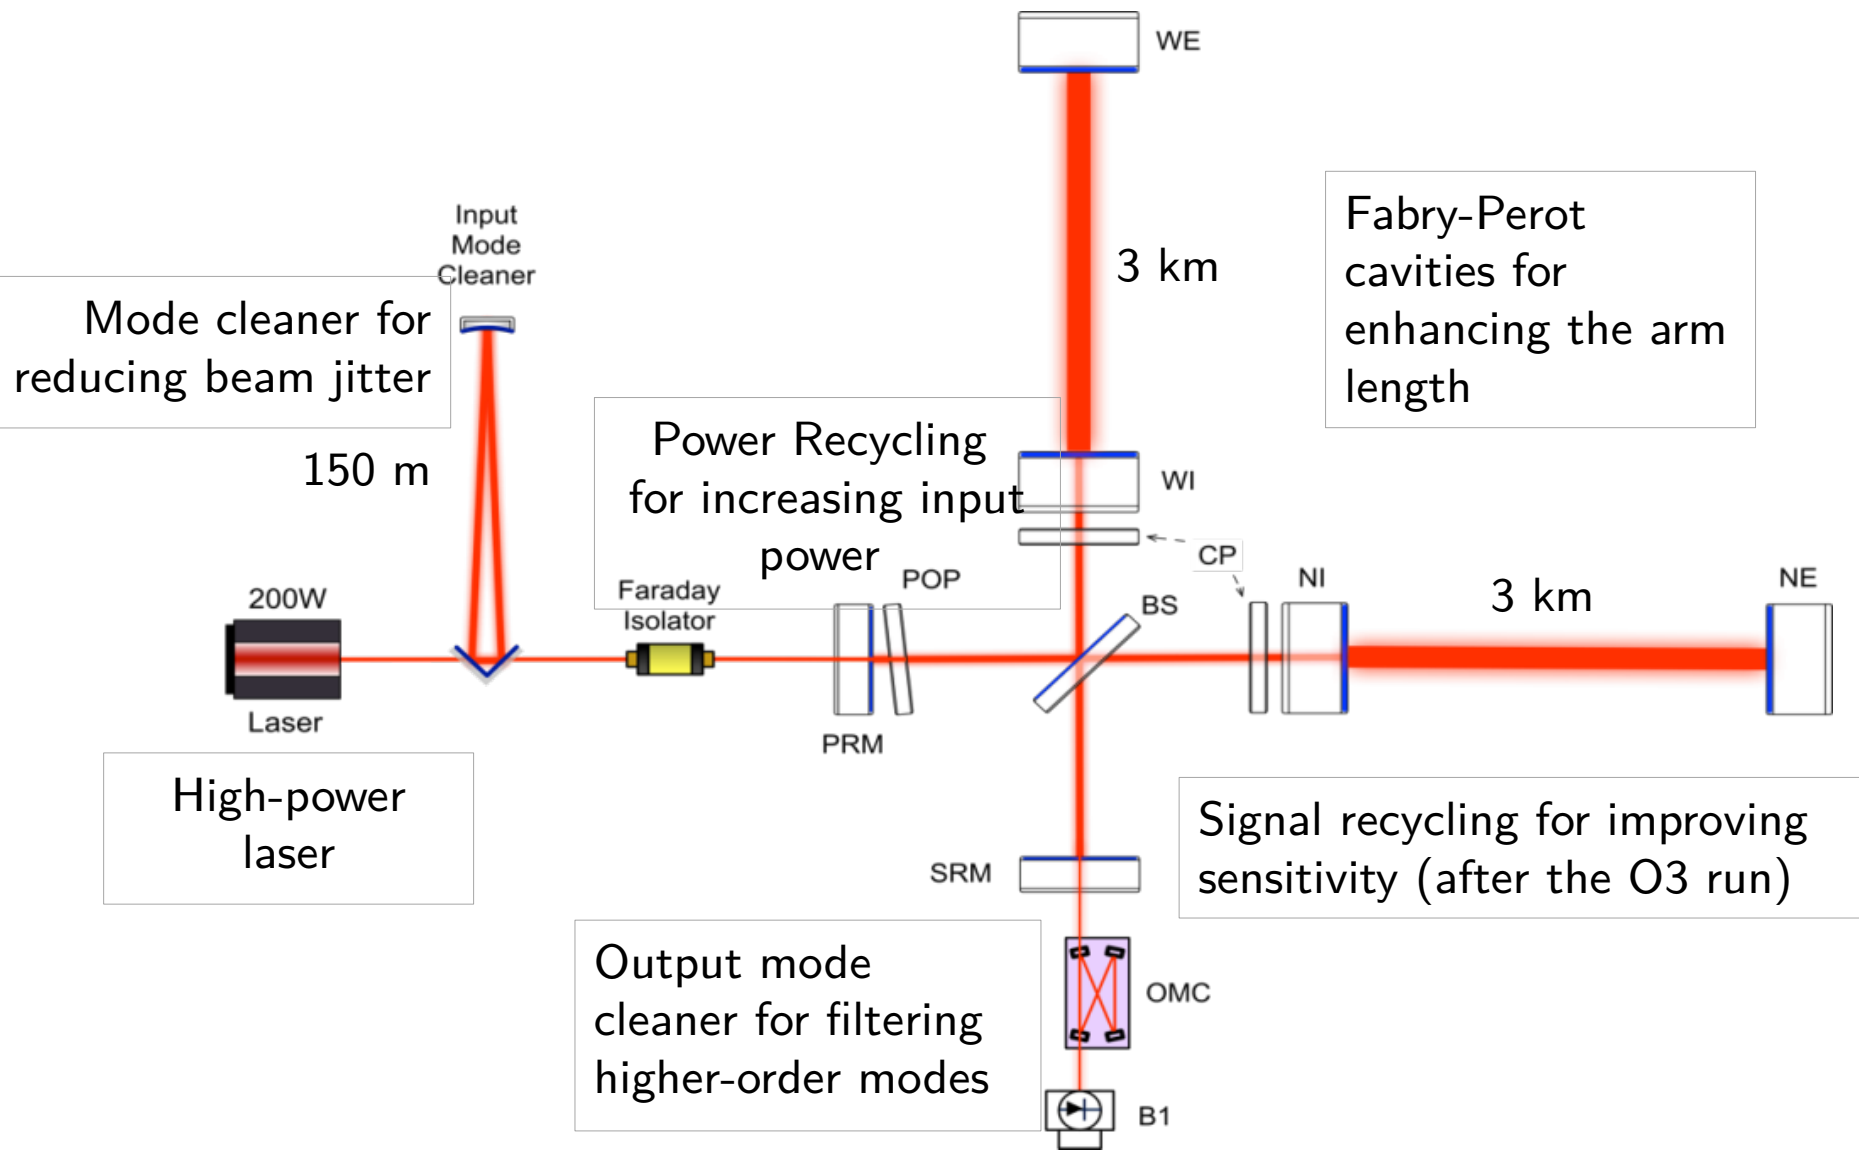 WE
Input
Mode
Cleaner
3 km
Fabry-Perot
cavities for
enhancing the arm
length
Mode cleaner for
reducing beam jitter
150 m
Power Recycling
for increasing input
power
WI
CP
POP
Faraday
Isolator
200W
Laser
PRM
BS
NI
3 km
NE
High-power
laser
Signal recycling for improving
sensitivity (after the O3 run)
SRM
Output mode
cleaner for filtering
higher-order modes
OMC
B1